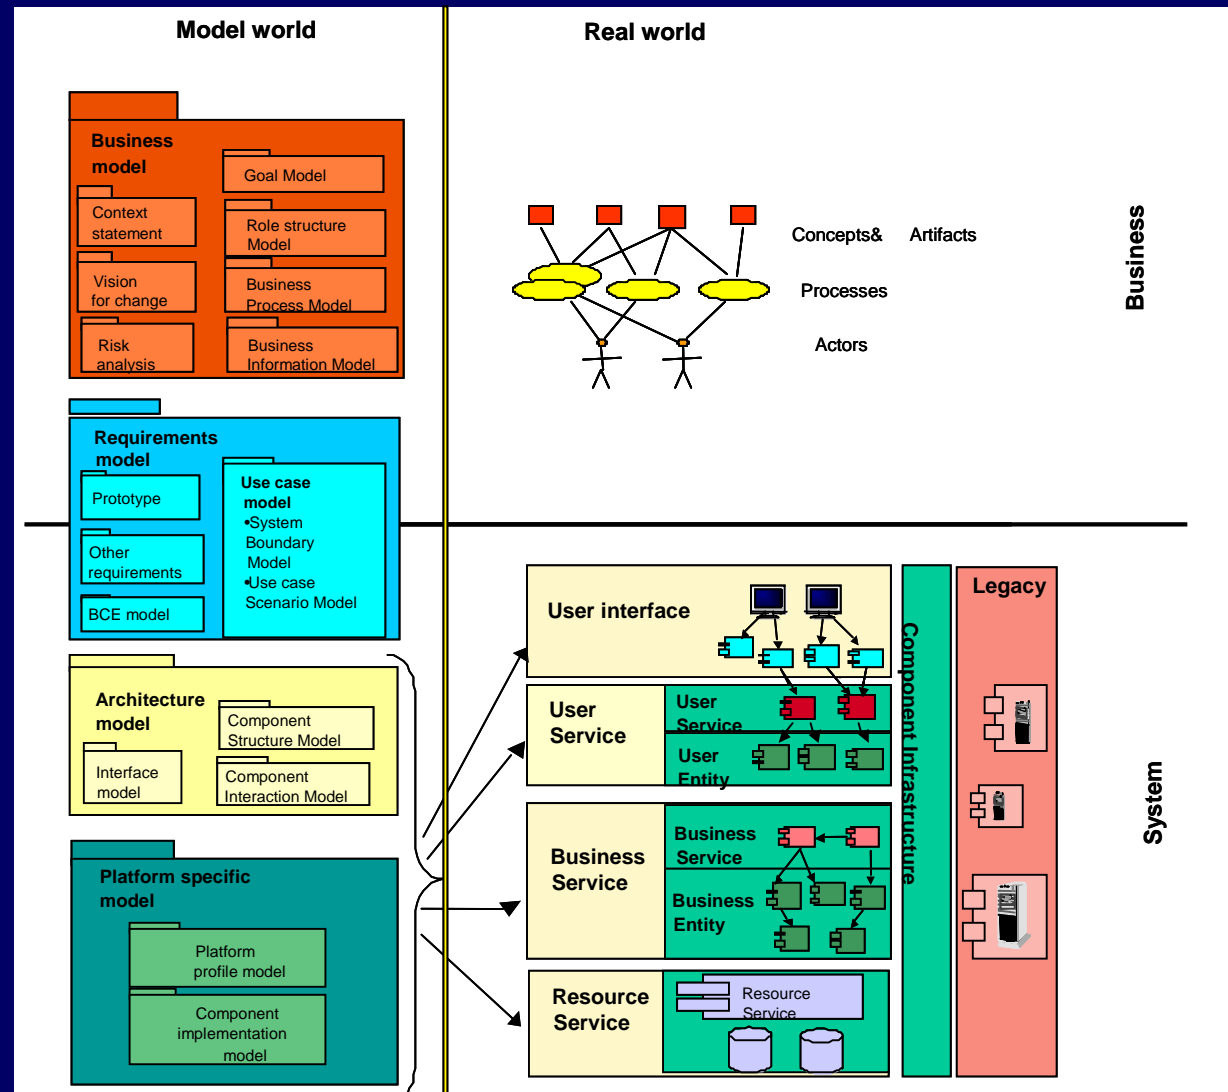 Model world
Real world
Business
model
Goal Model
Context
statement
Role structure
Model
Vision
for change
Business
Process Model
Risk
analysis
Business
Information Model
Concepts& Artifacts
Processes
Actors
Business
Requirements
model
Prototype
Other
requirements
BCE model
Use case
model
•System
Boundary
Model
•Use case
Scenario Model
Architecture
model
Component
Structure Model
Interface
model
Component
Interaction Model
Platform specific
model
Platform
profile model
Component
implementation
model
User interface
User
Service
User
Service
User
Entity
Business
Service
Business
Service
Business
Entity
Resource
Service
Resource
Service
Component Infrastructure
Legacy
System